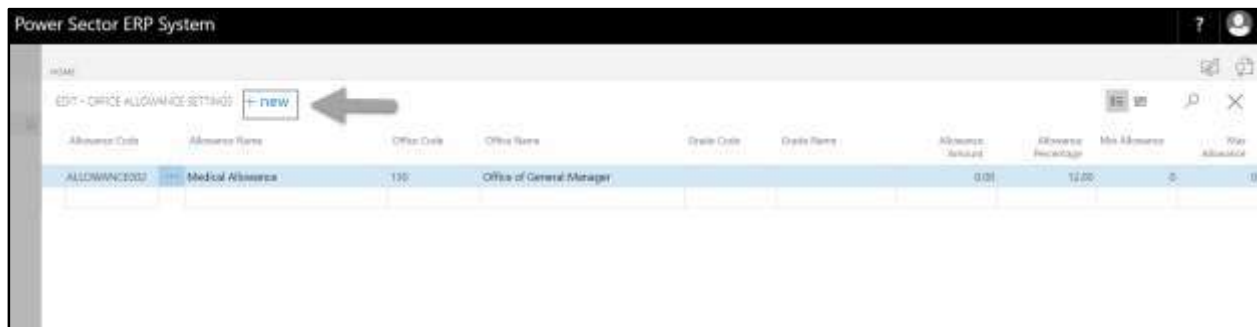 Power Sector ERP System ?
HOME
EDIT - OFFICE ALLOWANCE SETTINGS + new
Allowance Code Allowance Name Office Code Office Name Grade Code Grade Name Allowance Amount Allowance Percentage Min Allowance Max Allowance
ALLOWANCE002 Medical Allowance 130 Office of General Manager 0.00 12.00 0 0